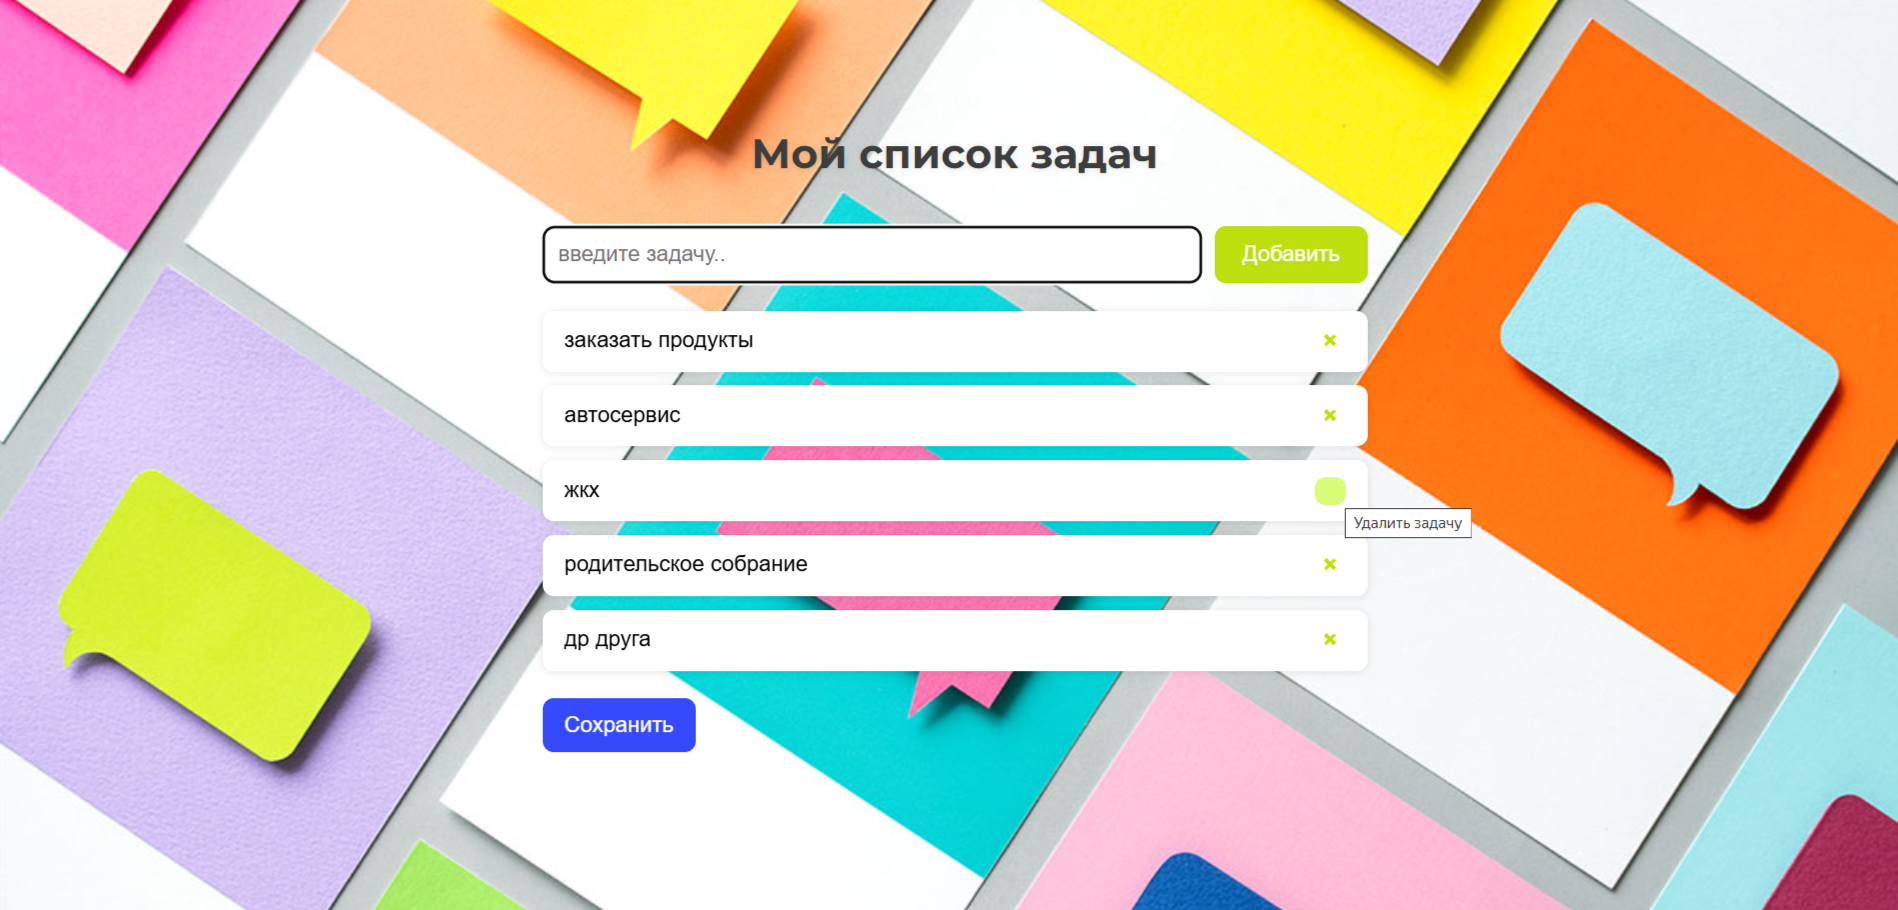 Мой список задач
введите задачу..
Добавить
заказать продукты
автосервис
жкх
Удалить задачу
родительское собрание
др друга
Сохранить